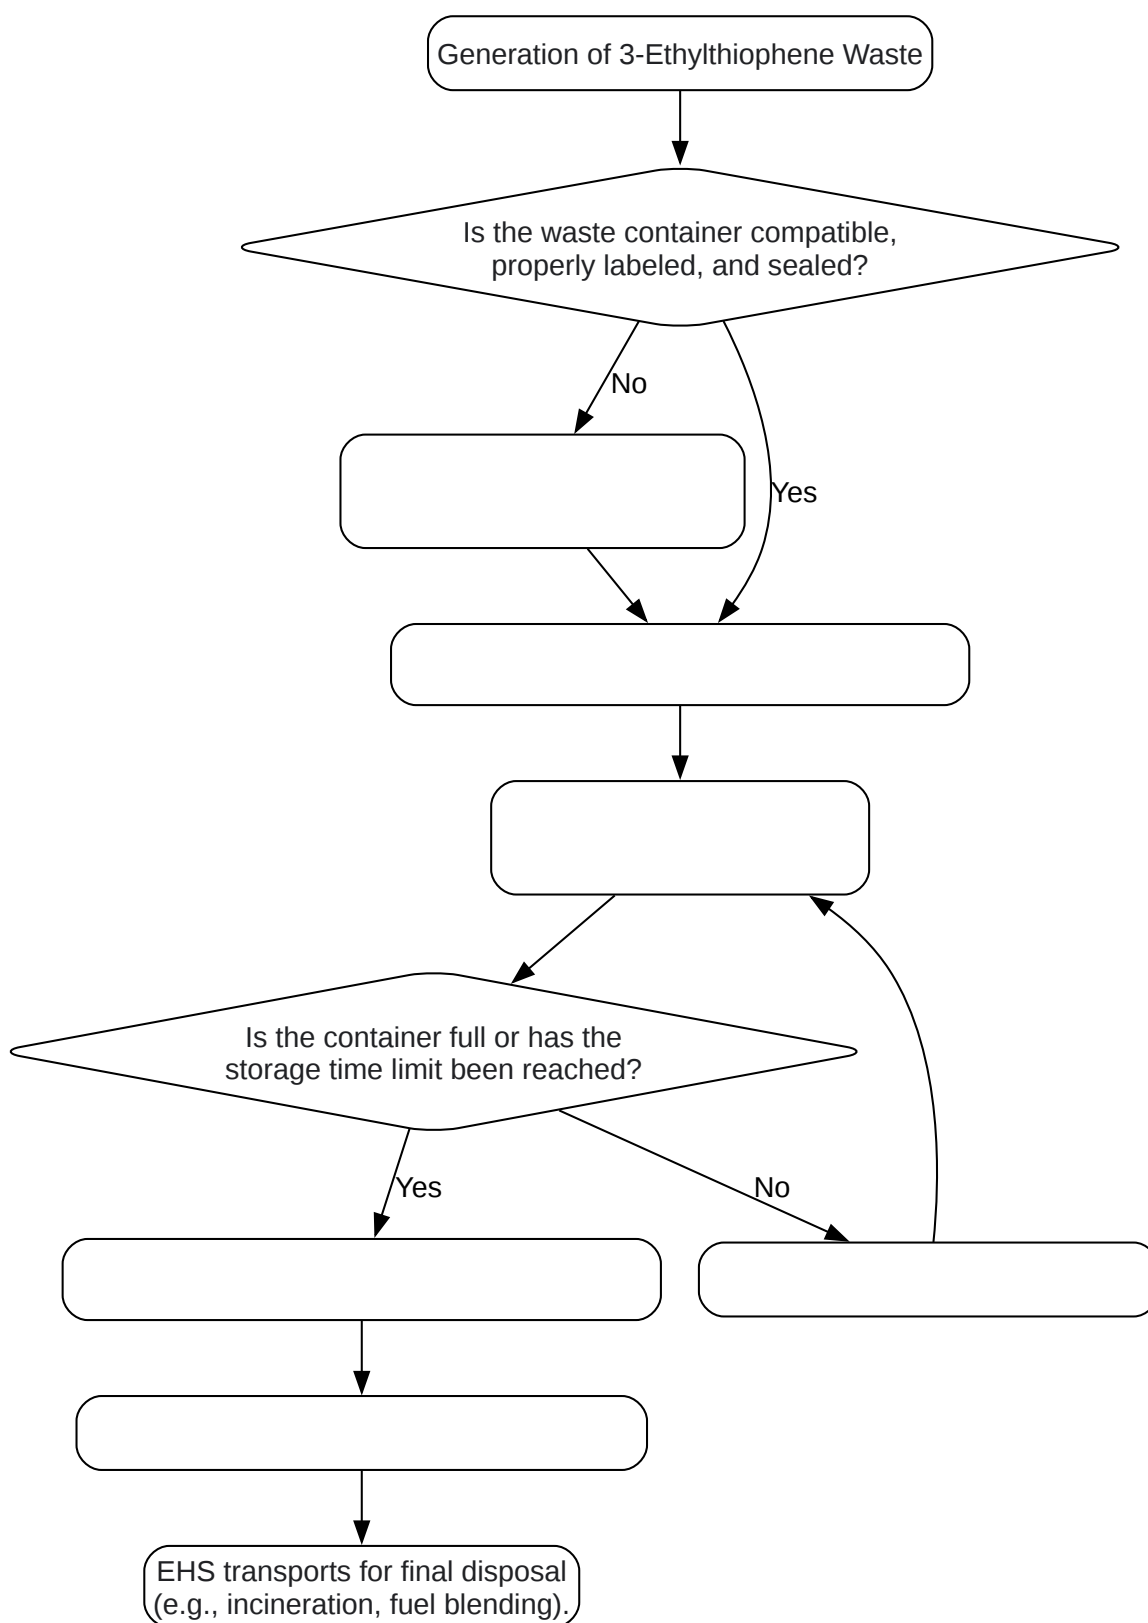 Generation of 3-Ethylthiophene Waste
Is the waste container compatible,
properly labeled, and sealed?
No
Yes
Is the container full or has the
storage time limit been reached?
Yes
No
EHS transports for final disposal
(e.g., incineration, fuel blending).